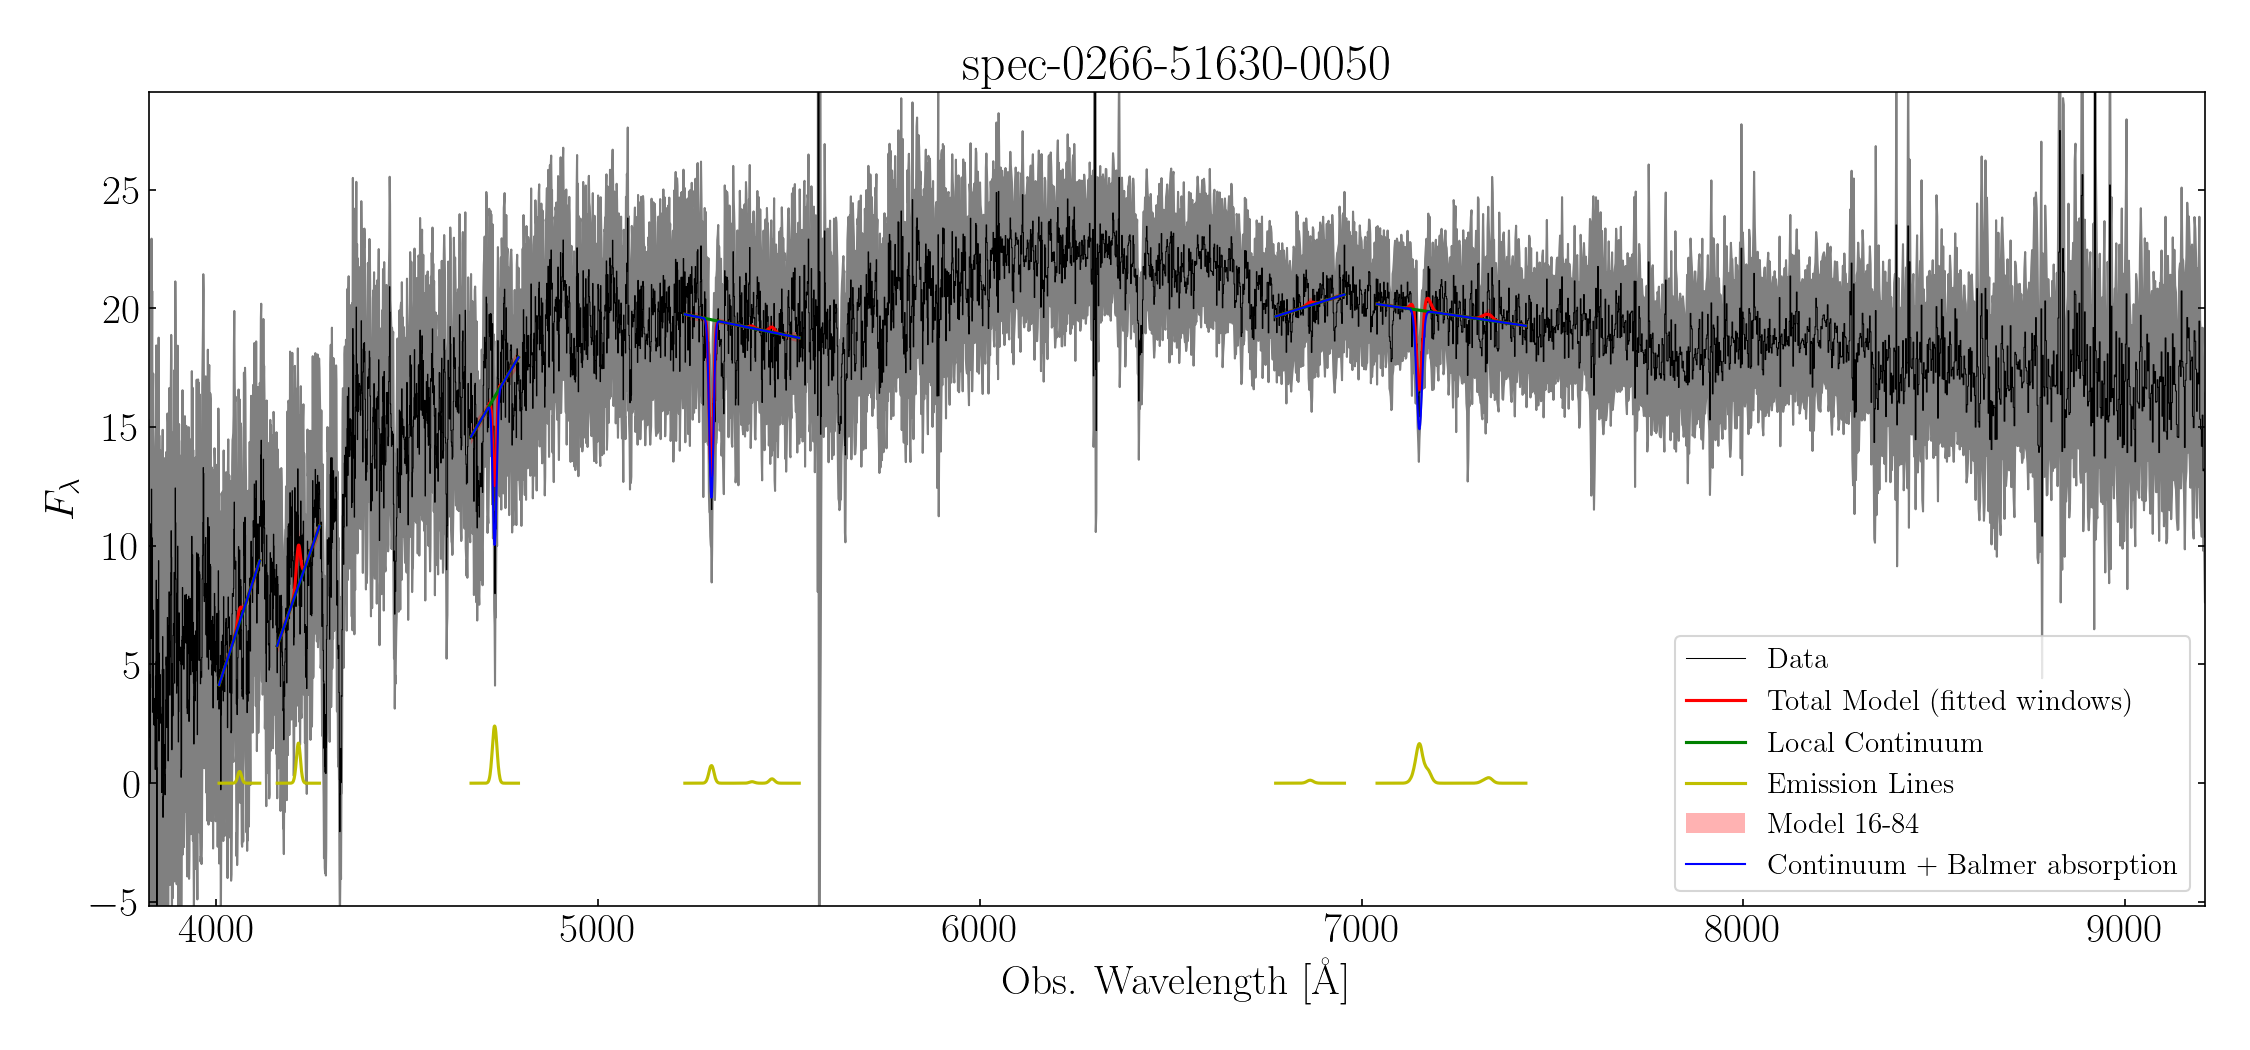 spec-0266-51630-0050
F_λ
25
20
15
10
5
0
−5
4000 5000 6000 7000 8000 9000
Obs. Wavelength [Å]
Data
Total Model (fitted windows)
Local Continuum
Emission Lines
Model 16-84
Continuum + Balmer absorption